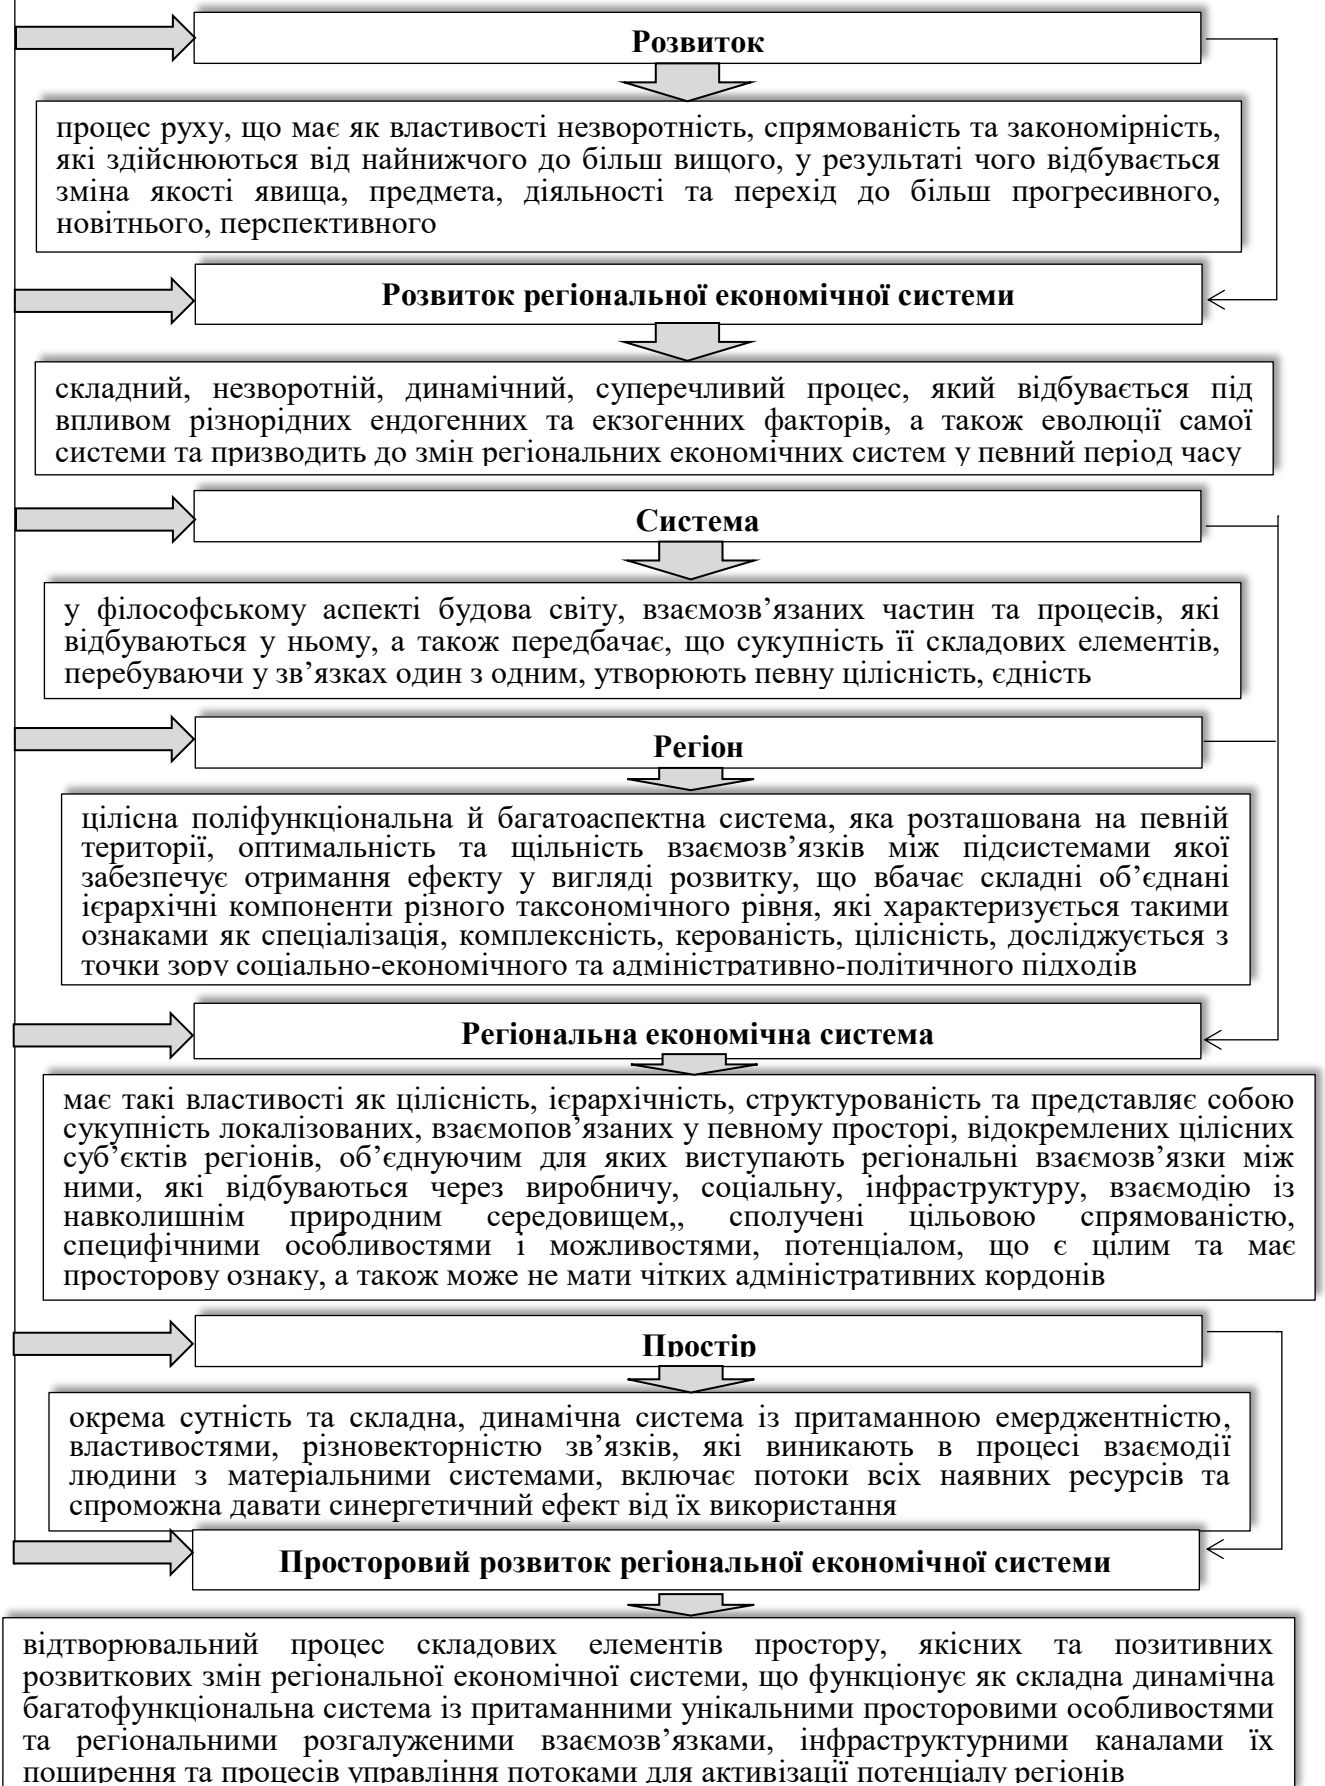 Розвиток
процес руху, що має як властивості незворотність, спрямованість та закономірність,
які здійснюються від найнижчого до більш вищого, у результаті чого відбувається
зміна якості явища, предмета, діяльності та перехід до більш прогресивного,
новітнього, перспективного
Розвиток регіональної економічної системи
складний, незворотній, динамічний, суперечливий процес, який відбувається під
впливом різнорідних ендогенних та екзогенних факторів, а також еволюції самої
системи та призводить до змін регіональних економічних систем у певний період часу
Система
у філософському аспекті будова світу, взаємозв’язаних частин та процесів, які
відбуваються у ньому, а також передбачає, що сукупність її складових елементів,
перебуваючи у зв’язках один з одним, утворюють певну цілісність, єдність
Регіон
цілісна поліфункціональна й багатоаспектна система, яка розташована на певній
території, оптимальність та щільність взаємозв’язків між підсистемами якої
забезпечує отримання ефекту у вигляді розвитку, що вбачає складні об’єднані
ієрархічні компоненти різного таксономічного рівня, які характеризується такими
ознаками як спеціалізація, комплексність, керованість, цілісність, досліджується з
точки зору соціально-економічного та адміністративно-політичного підходів
Регіональна економічна система
має такі властивості як цілісність, ієрархічність, структурованість та представляє собою
сукупність локалізованих, взаємопов’язаних у певному просторі, відокремлених цілісних
суб’єктів регіонів, об’єднуючим для яких виступають регіональні взаємозв’язки між
ними, які відбуваються через виробничу, соціальну, інфраструктуру, взаємодію із
навколишнім природним середовищем,, сполучені цільовою спрямованістю,
специфічними особливостями і можливостями, потенціалом, що є цілим та має
просторову ознаку, а також може не мати чітких адміністративних кордонів
Простір
окрема сутність та складна, динамічна система із притаманною емерджентністю,
властивостями, різновекторністю зв’язків, які виникають в процесі взаємодії
людини з матеріальними системами, включає потоки всіх наявних ресурсів та
спроможна давати синергетичний ефект від їх використання
Просторовий розвиток регіональної економічної системи
відтворювальний процес складових елементів простору, якісних та позитивних
розвиткових змін регіональної економічної системи, що функціонує як складна динамічна
багатофункціональна система із притаманними унікальними просторовими особливостями
та регіональними розгалуженими взаємозв’язками, інфраструктурними каналами їх
поширення та процесів управління потоками для активізації потенціалу регіонів